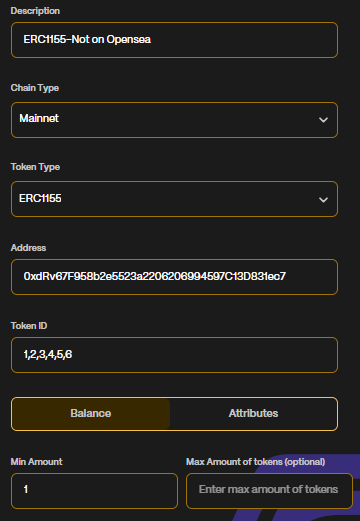 Description
ERC1155-Not on Opensea
Chain Type
Mainnet
Token Type
ERC1155
Address
0xdRv67F958b2e5523a2206206994597C13D831ec7
Token ID
1,2,3,4,5,6
Balance Attributes
Min Amount Max Amount of tokens (optional)
1 Enter max amount of tokens